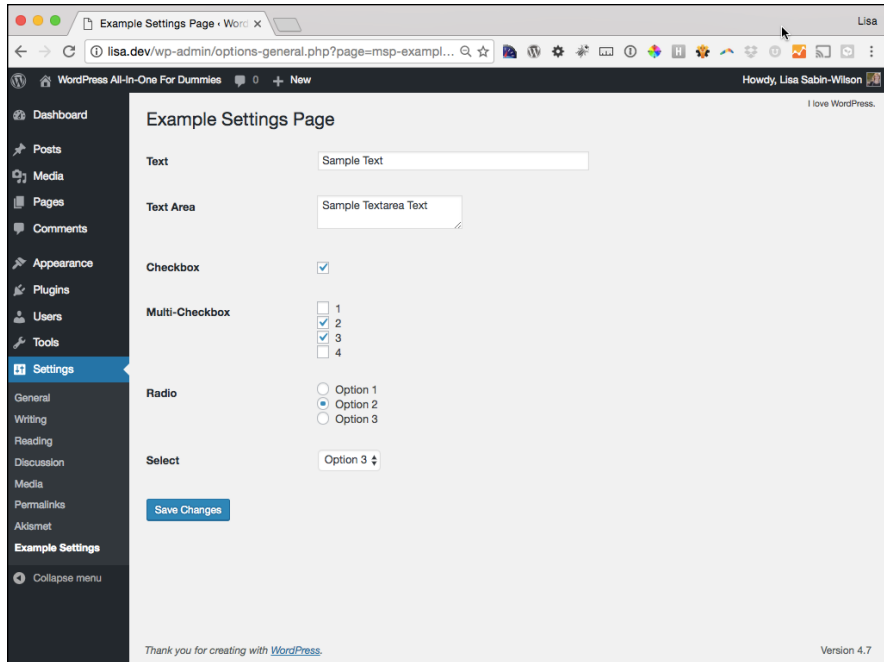 Example Settings Page ‹ Word
Lisa
lisa.dev/wp-admin/options-general.php?page=msp-exampl...
WordPress All-In-One For Dummies 0 + New Howdy, Lisa Sabin-Wilson
I love WordPress.
Dashboard
Posts
Media
Pages
Comments
Appearance
Plugins
Users
Tools
Settings
General
Writing
Reading
Discussion
Media
Permalinks
Akismet
Example Settings
Collapse menu
Example Settings Page
Text Sample Text
Text Area Sample Textarea Text
Checkbox
Multi-Checkbox 1
2
3
4
Radio Option 1
Option 2
Option 3
Select Option 3
Save Changes
Thank you for creating with WordPress. Version 4.7